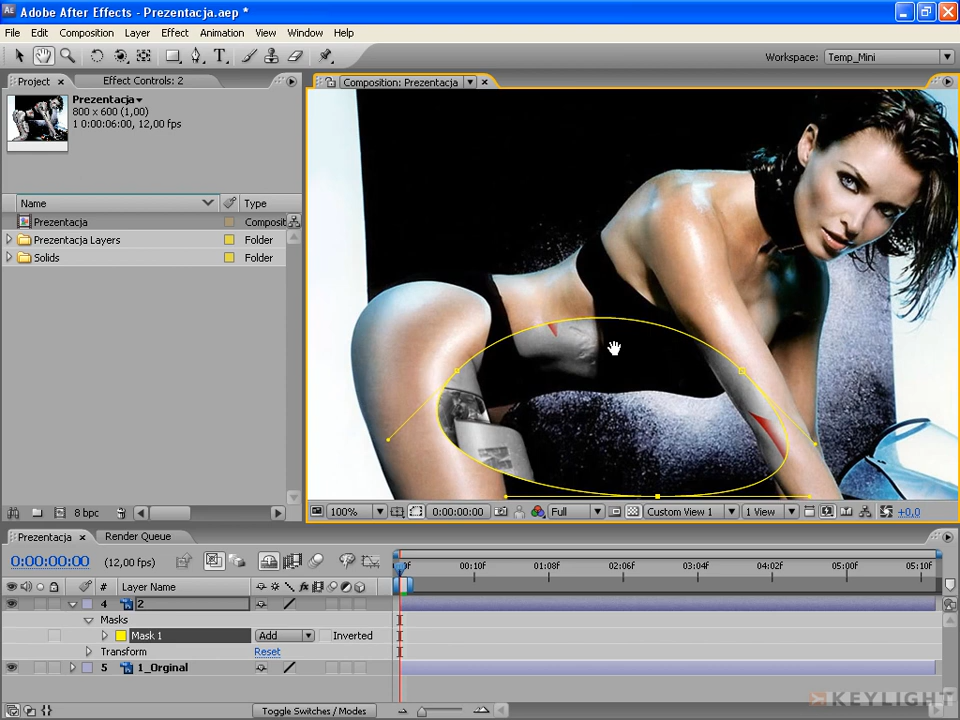 Adobe After Effects - Prezentacja.aep *
File Edit Composition Layer Effect Animation View Window Help
Workspace: Temp_Mini
Project Effect Controls: 2
Composition: Prezentacja
Prezentacja
800 x 600 (1,00)
1 0:00:06:00, 12,00 fps
Name Type
Prezentacja Composit
Prezentacja Layers Folder
Solids Folder
8 bpc
100% 0:00:00:00 Full Custom View 1 1 View +0,0
Prezentacja Render Queue
0:00:00:00 (12,00 fps)
00:10f 01:08f 02:06f 03:04f 04:02f 05:00f 05:10f
# Layer Name
4 2
Masks
Mask 1 Add Inverted
Transform Reset
5 1_Orginal
Toggle Switches / Modes
KEYLIGHT